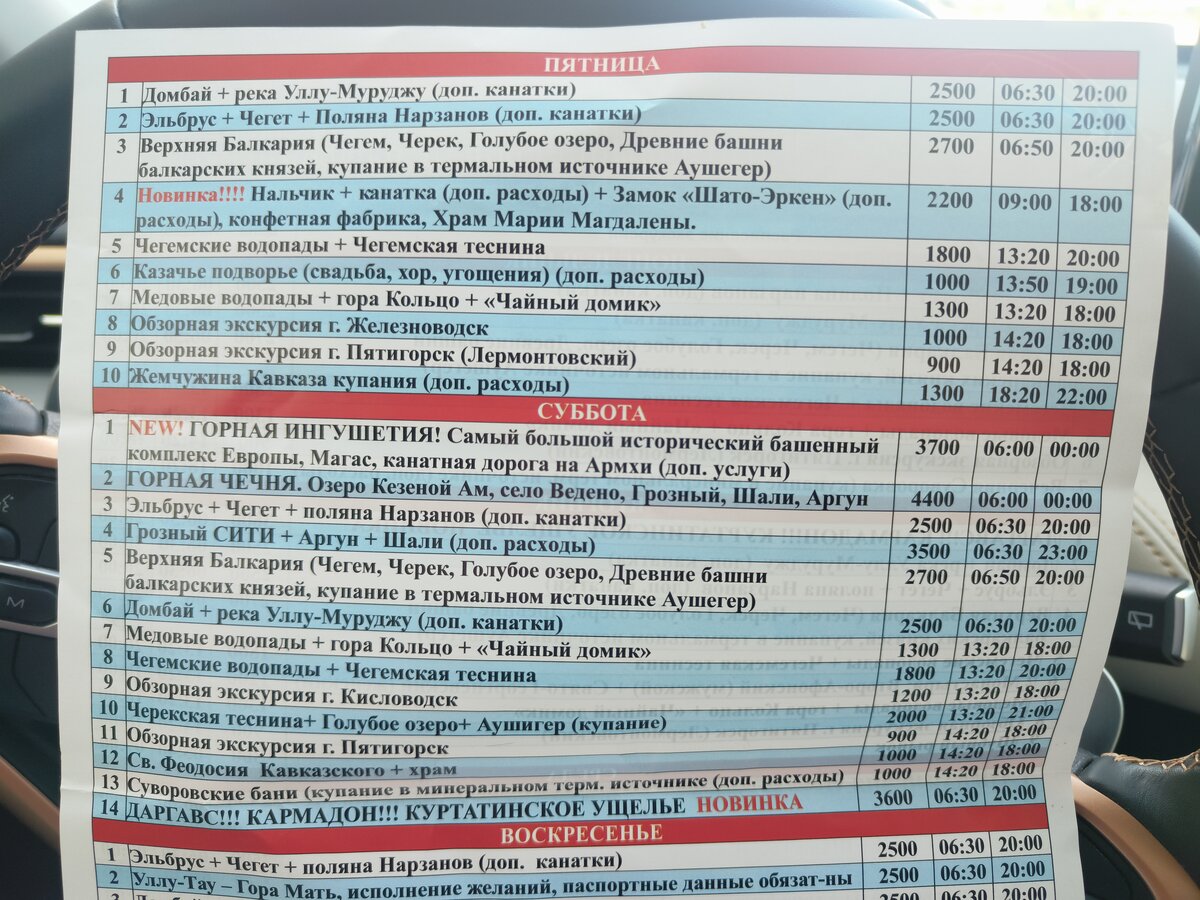 ПЯТНИЦА
1 Домбай + река Уллу-Муруджу (доп. канатки) 2500 06:30 20:00
2 Эльбрус + Чегет + Поляна Нарзанов (доп. канатки) 2500 06:30 20:00
3 Верхняя Балкария (Чегем, Черек, Голубое озеро, Древние башни 2700 06:50 20:00
балкарских князей, купание в термальном источнике Аушегер)
4 Новинка!!!! Нальчик + канатка (доп. расходы) + Замок «Шато-Эркен» (доп. 2200 09:00 18:00
расходы), конфетная фабрика, Храм Марии Магдалены.
5 Чегемские водопады + Чегемская теснина 1800 13:20 20:00
6 Казачье подворье (свадьба, хор, угощения) (доп. расходы) 1000 13:50 19:00
7 Медовые водопады + гора Кольцо + «Чайный домик» 1300 13:20 18:00
8 Обзорная экскурсия г. Железноводск 1000 14:20 18:00
9 Обзорная экскурсия г. Пятигорск (Лермонтовский) 900 14:20 18:00
10 Жемчужина Кавказа купания (доп. расходы) 1300 18:20 22:00
СУББОТА
1 NEW! ГОРНАЯ ИНГУШЕТИЯ! Самый большой исторический башенный 3700 06:00 00:00
комплекс Европы, Магас, канатная дорога на Армхи (доп. услуги)
2 ГОРНАЯ ЧЕЧНЯ. Озеро Кезеной Ам, село Ведено, Грозный, Шали, Аргун 4400 06:00 00:00
3 Эльбрус + Чегет + поляна Нарзанов (доп. канатки) 2500 06:30 20:00
4 Грозный СИТИ + Аргун + Шали (доп. расходы) 3500 06:30 23:00
5 Верхняя Балкария (Чегем, Черек, Голубое озеро, Древние башни 2700 06:50 20:00
балкарских князей, купание в термальном источнике Аушегер)
6 Домбай + река Уллу-Муруджу (доп. канатки) 2500 06:30 20:00
7 Медовые водопады + гора Кольцо + «Чайный домик» 1300 13:20 18:00
8 Чегемские водопады + Чегемская теснина 1800 13:20 20:00
9 Обзорная экскурсия г. Кисловодск 1200 13:20 18:00
10 Черекская теснина+ Голубое озеро+ Аушигер (купание) 2000 13:20 21:00
11 Обзорная экскурсия г. Пятигорск 900 14:20 18:00
12 Св. Феодосия Кавказского + храм 1000 14:20 18:00
13 Суворовские бани (купание в минеральном терм. источнике (доп. расходы) 1000 14:20 18:00
14 ДАРГАВС!!! КАРМАДОН!!! КУРТАТИНСКОЕ УЩЕЛЬЕ НОВИНКА 3600 06:30 20:00
ВОСКРЕСЕНЬЕ
1 Эльбрус + Чегет + поляна Нарзанов (доп. канатки) 2500 06:30 20:00
2 Уллу-Тау – Гора Мать, исполнение желаний, паспортные данные обязат-ны 2500 06:30 20:00
2500 06:30 20:00
M